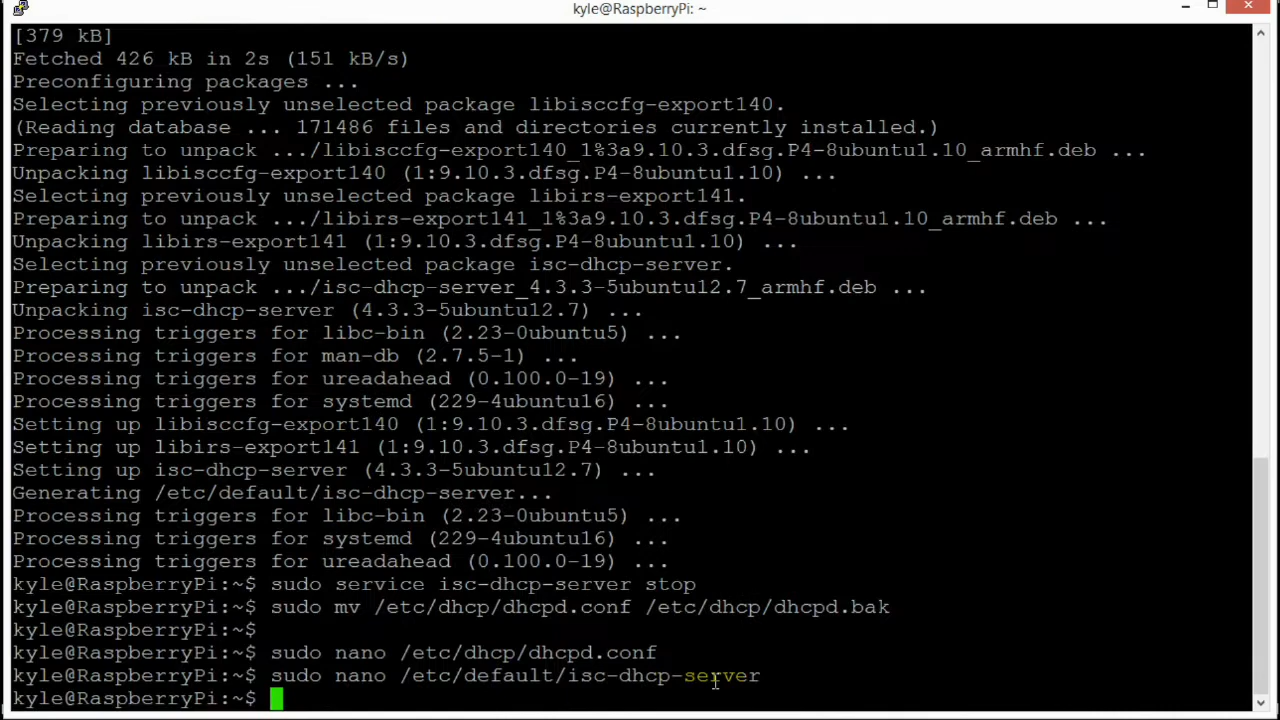 kyle@RaspberryPi: ~
[379 kB]
Fetched 426 kB in 2s (151 kB/s)
Preconfiguring packages ...
Selecting previously unselected package libisccfg-export140.
(Reading database ... 171486 files and directories currently installed.)
Preparing to unpack .../libisccfg-export140_1%3a9.10.3.dfsg.P4-8ubuntu1.10_armhf.deb ...
Unpacking libisccfg-export140 (1:9.10.3.dfsg.P4-8ubuntu1.10) ...
Selecting previously unselected package libirs-export141.
Preparing to unpack .../libirs-export141_1%3a9.10.3.dfsg.P4-8ubuntu1.10_armhf.deb ...
Unpacking libirs-export141 (1:9.10.3.dfsg.P4-8ubuntu1.10) ...
Selecting previously unselected package isc-dhcp-server.
Preparing to unpack .../isc-dhcp-server_4.3.3-5ubuntu12.7_armhf.deb ...
Unpacking isc-dhcp-server (4.3.3-5ubuntu12.7) ...
Processing triggers for libc-bin (2.23-0ubuntu5) ...
Processing triggers for man-db (2.7.5-1) ...
Processing triggers for ureadahead (0.100.0-19) ...
Processing triggers for systemd (229-4ubuntu16) ...
Setting up libisccfg-export140 (1:9.10.3.dfsg.P4-8ubuntu1.10) ...
Setting up libirs-export141 (1:9.10.3.dfsg.P4-8ubuntu1.10) ...
Setting up isc-dhcp-server (4.3.3-5ubuntu12.7) ...
Generating /etc/default/isc-dhcp-server...
Processing triggers for libc-bin (2.23-0ubuntu5) ...
Processing triggers for systemd (229-4ubuntu16) ...
Processing triggers for ureadahead (0.100.0-19) ...
kyle@RaspberryPi:~$ sudo service isc-dhcp-server stop
kyle@RaspberryPi:~$ sudo mv /etc/dhcp/dhcpd.conf /etc/dhcp/dhcpd.bak
kyle@RaspberryPi:~$
kyle@RaspberryPi:~$ sudo nano /etc/dhcp/dhcpd.conf
kyle@RaspberryPi:~$ sudo nano /etc/default/isc-dhcp-server
kyle@RaspberryPi:~$